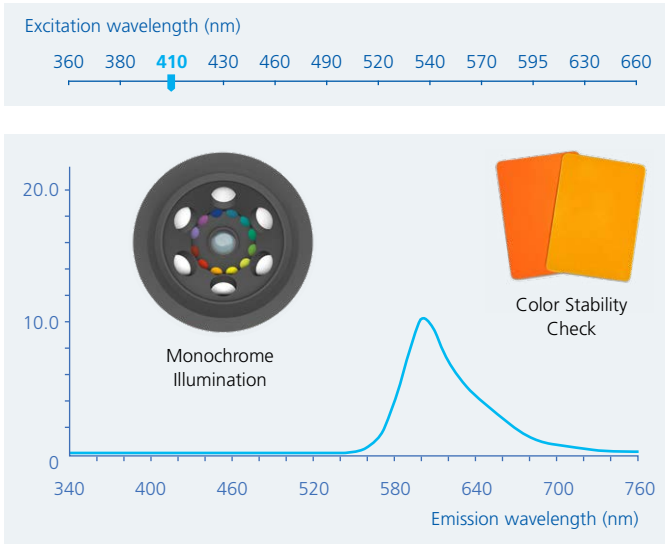 Excitation wavelength (nm)
360 380 410 430 460 490 520 540 570 595 630 660
20.0
10.0
0
Monochrome
Illumination
Color Stability
Check
340 400 460 520 580 640 700 760
Emission wavelength (nm)